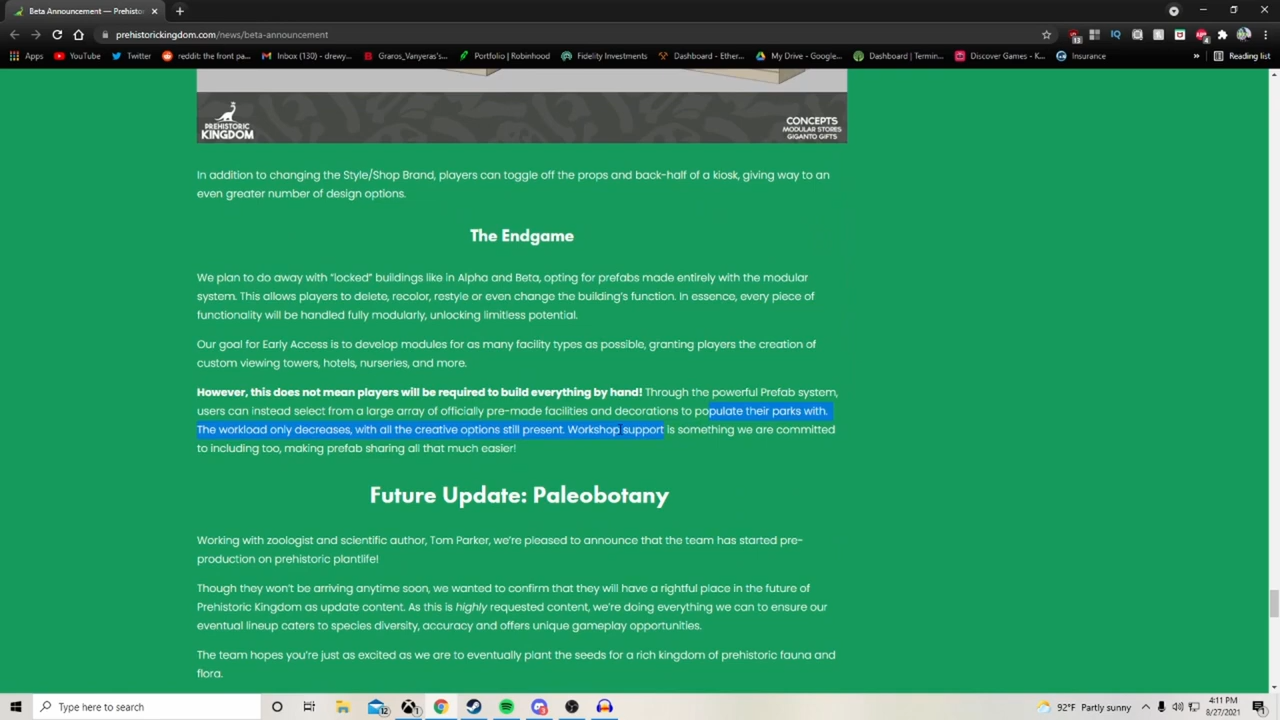 Beta Announcement — Prehistor
prehistorickingdom.com/news/beta-announcement
Apps
YouTube
Twitter
reddit: the front pa...
Inbox (130) - drewy...
Graros_Vanyeras's...
Portfolio | Robinhood
Fidelity Investments
Dashboard - Ether...
My Drive - Google...
Dashboard | Termin...
Discover Games - K...
Insurance
»
Reading list
PREHISTORIC
KINGDOM
CONCEPTS
MODULAR STORES
GIGANTO GIFTS
In addition to changing the Style/Shop Brand, players can toggle off the props and back-half of a kiosk, giving way to an
even greater number of design options.
The Endgame
We plan to do away with “locked” buildings like in Alpha and Beta, opting for prefabs made entirely with the modular
system. This allows players to delete, recolor, restyle or even change the building’s function. In essence, every piece of
functionality will be handled fully modularly, unlocking limitless potential.
Our goal for Early Access is to develop modules for as many facility types as possible, granting players the creation of
custom viewing towers, hotels, nurseries, and more.
However, this does not mean players will be required to build everything by hand! Through the powerful Prefab system,
users can instead select from a large array of officially pre-made facilities and decorations to populate their parks with.
The workload only decreases, with all the creative options still present. Workshop support is something we are committed
to including too, making prefab sharing all that much easier!
Future Update: Paleobotany
Working with zoologist and scientific author, Tom Parker, we’re pleased to announce that the team has started pre-
production on prehistoric plantlife!
Though they won’t be arriving anytime soon, we wanted to confirm that they will have a rightful place in the future of
Prehistoric Kingdom as update content. As this is highly requested content, we’re doing everything we can to ensure our
eventual lineup caters to species diversity, accuracy and offers unique gameplay opportunities.
The team hopes you’re just as excited as we are to eventually plant the seeds for a rich kingdom of prehistoric fauna and
flora.
Type here to search
92°F Partly sunny
4:11 PM
8/27/2021